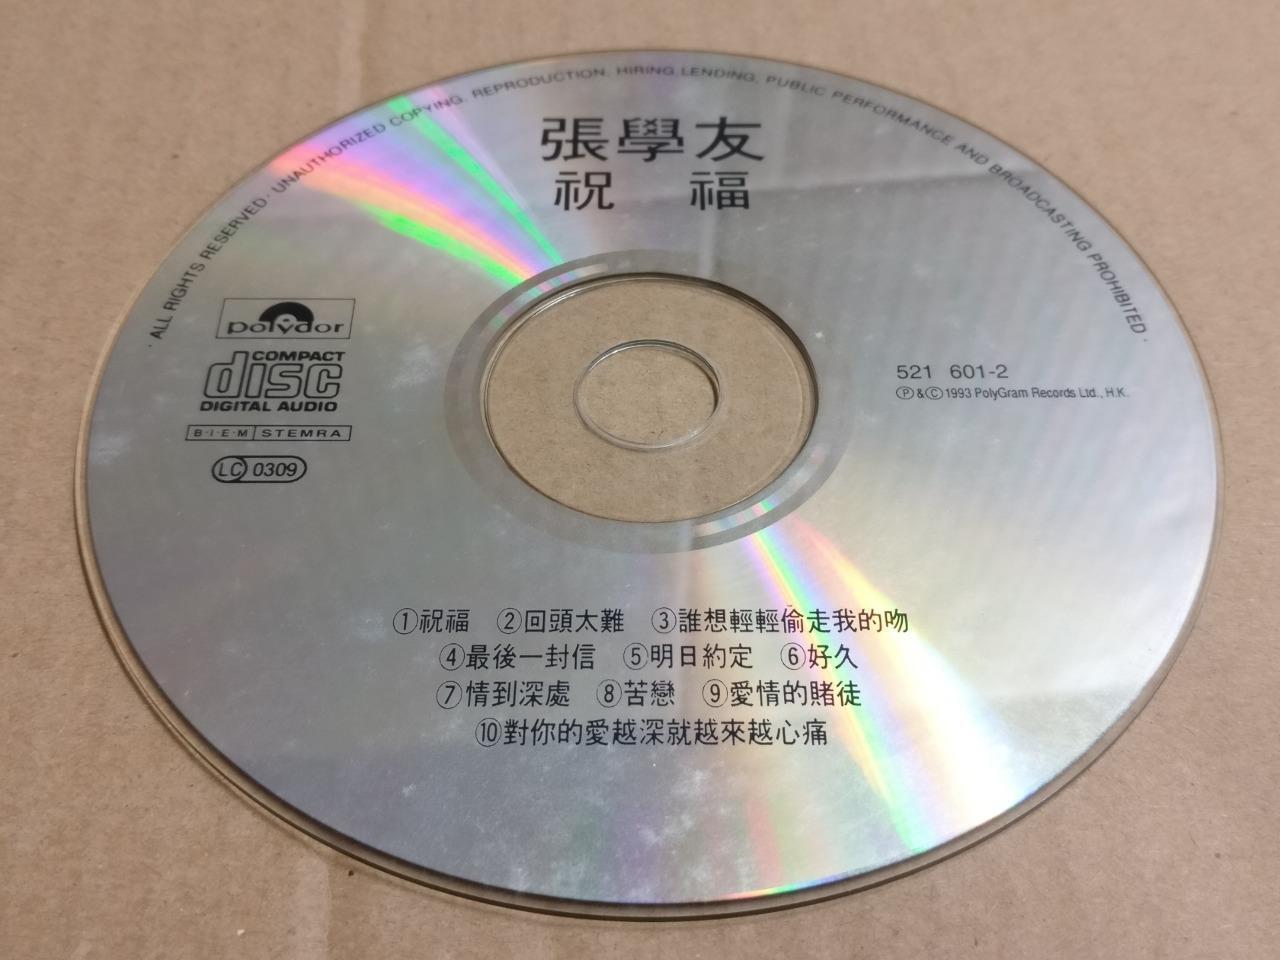 · ALL RIGHTS RESERVED · UNAUTHORIZED COPYING, REPRODUCTION, HIRING, LENDING, PUBLIC PERFORMANCE AND BROADCASTING PROHIBITED ·
張學友
祝 福
polydor
COMPACT
disc
DIGITAL AUDIO
B·I·E·M STEMRA
LC 0309
521 601-2
Ⓟ&Ⓒ 1993 PolyGram Records Ltd., H.K.
①祝福 ②回頭太難 ③誰想輕輕偷走我的吻
④最後一封信 ⑤明日約定 ⑥好久
⑦情到深處 ⑧苦戀 ⑨愛情的賭徒
⑩對你的愛越深就越來越心痛